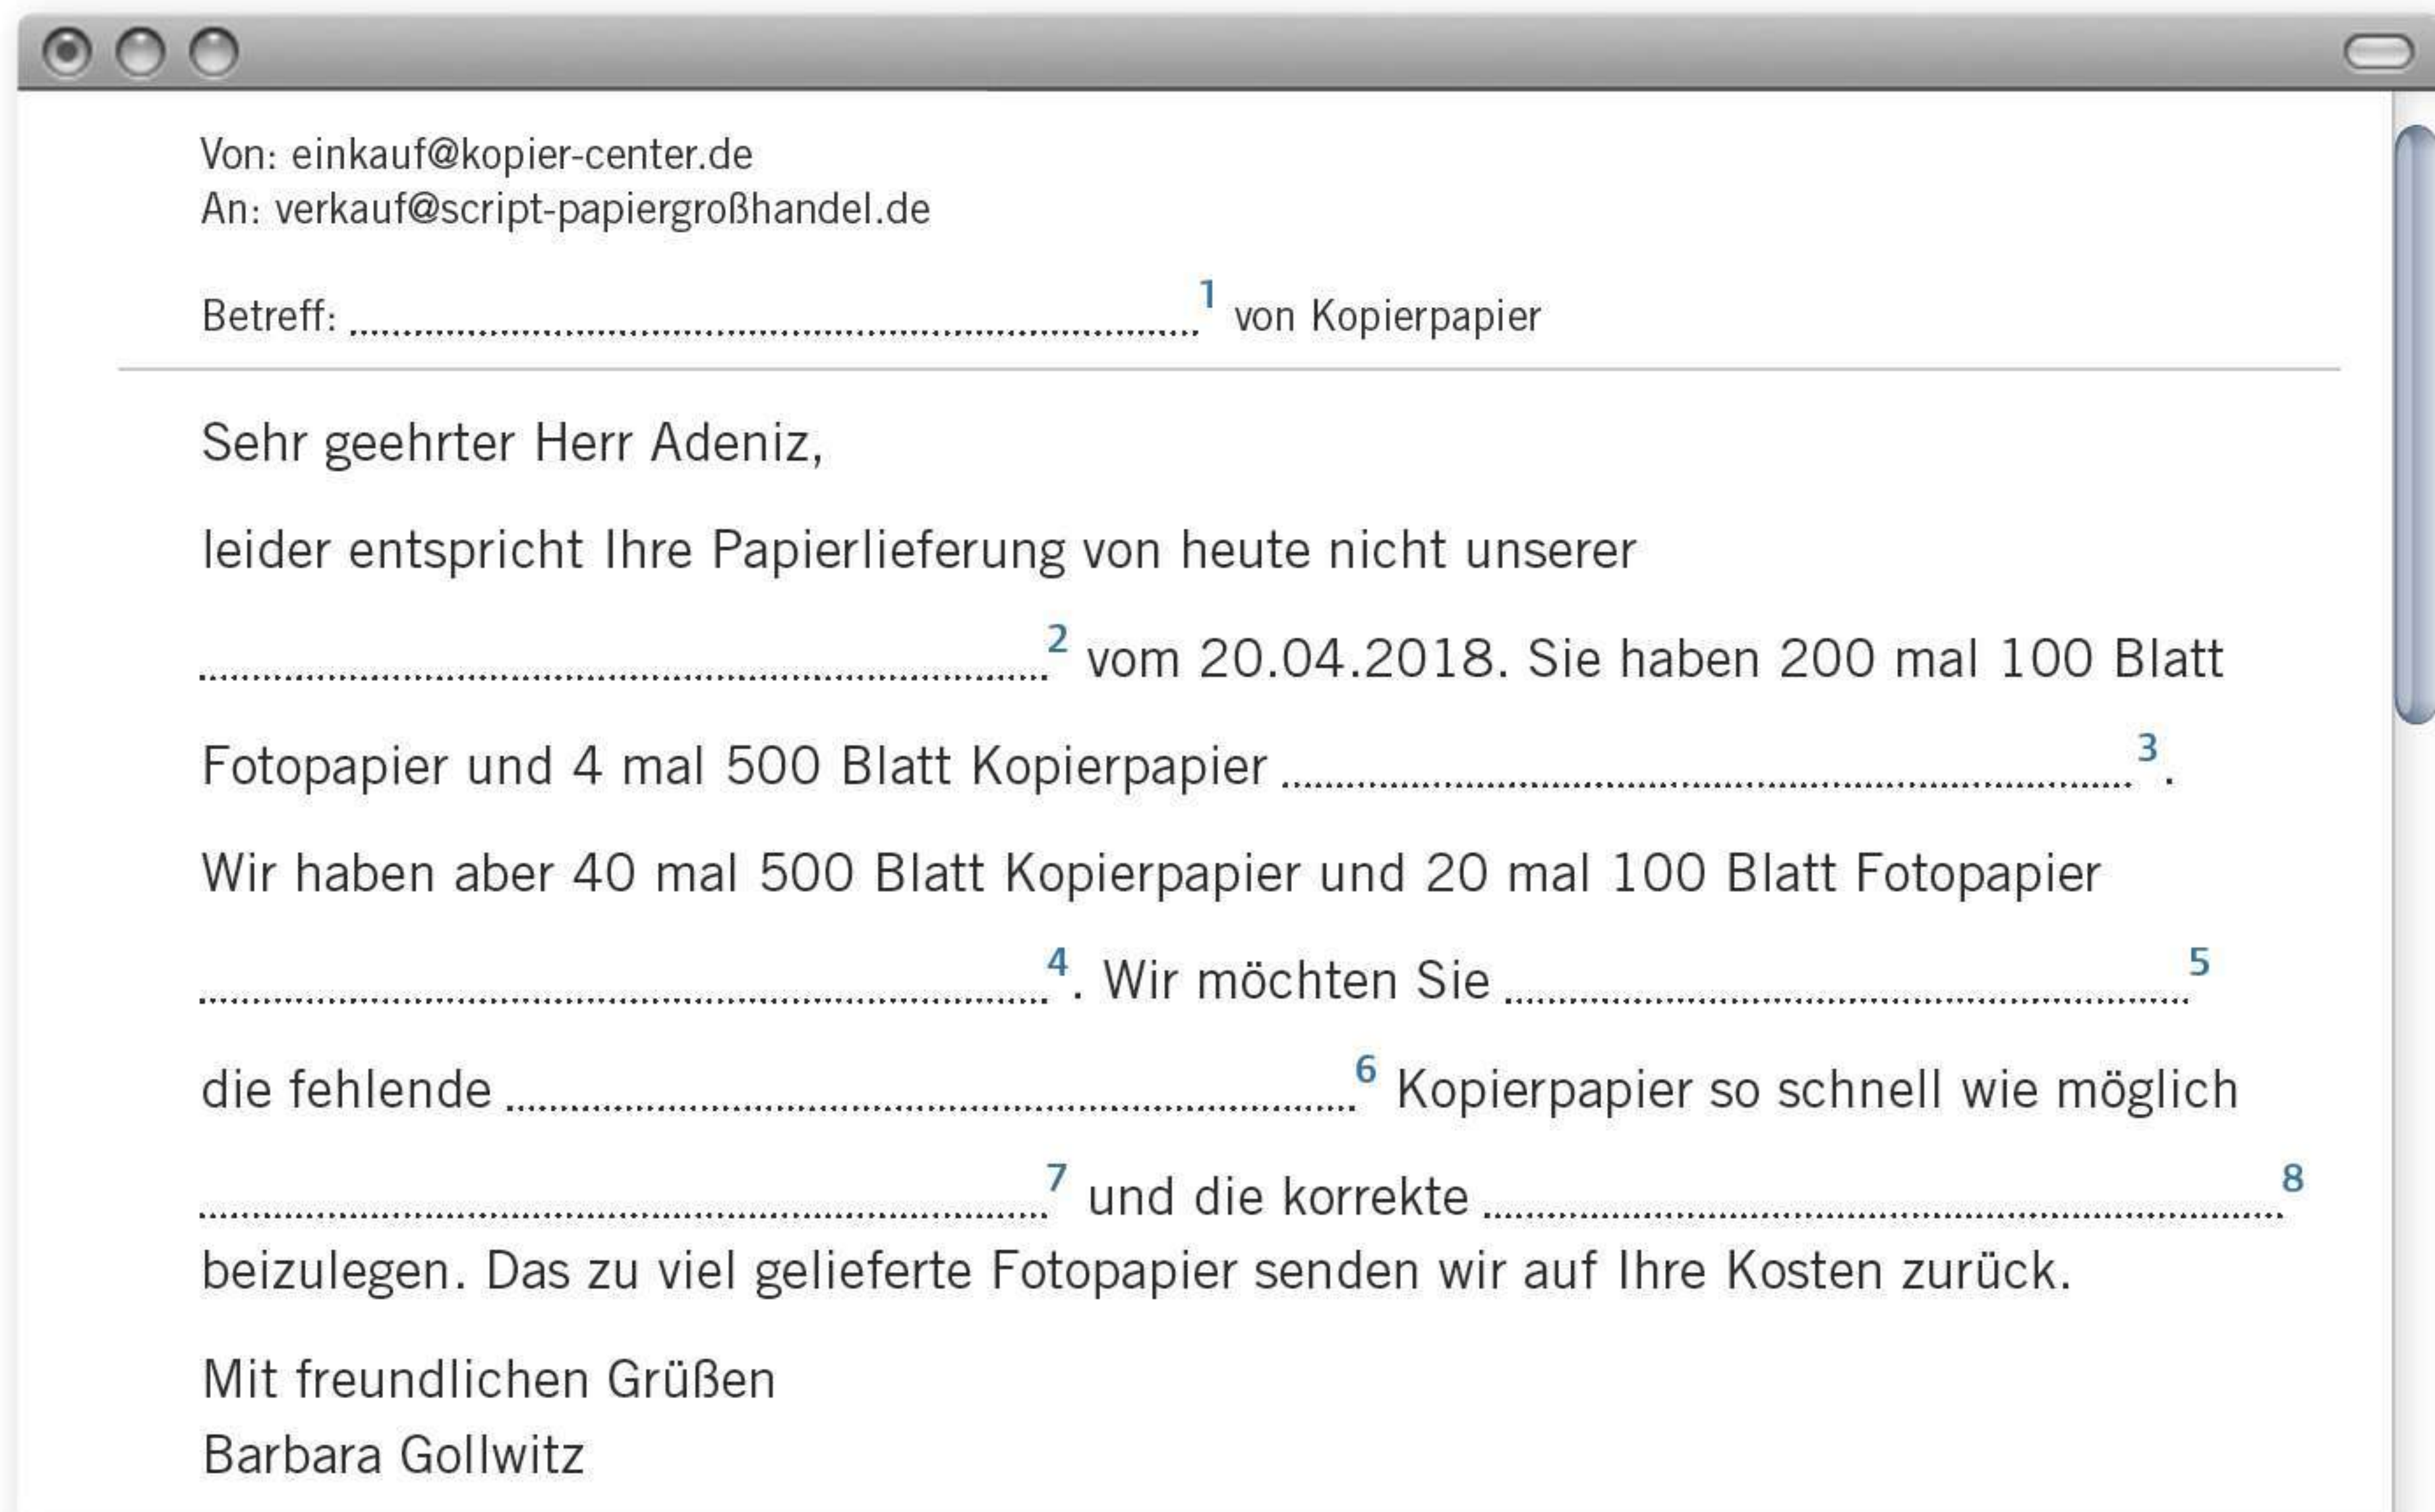 Von: einkauf@kopier-center.de
An: verkauf@script-papiergroßhandel.de
Betreff: ........................................ 1 von Kopierpapier
Sehr geehrter Herr Adeniz,
leider entspricht Ihre Papierlieferung von heute nicht unserer
........................................ 2 vom 20.04.2018. Sie haben 200 mal 100 Blatt
Fotopapier und 4 mal 500 Blatt Kopierpapier ........................................ 3.
Wir haben aber 40 mal 500 Blatt Kopierpapier und 20 mal 100 Blatt Fotopapier
........................................ 4. Wir möchten Sie ........................................ 5
die fehlende ........................................ 6 Kopierpapier so schnell wie möglich
........................................ 7 und die korrekte ........................................ 8
beizulegen. Das zu viel gelieferte Fotopapier senden wir auf Ihre Kosten zurück.
Mit freundlichen Grüßen
Barbara Gollwitz